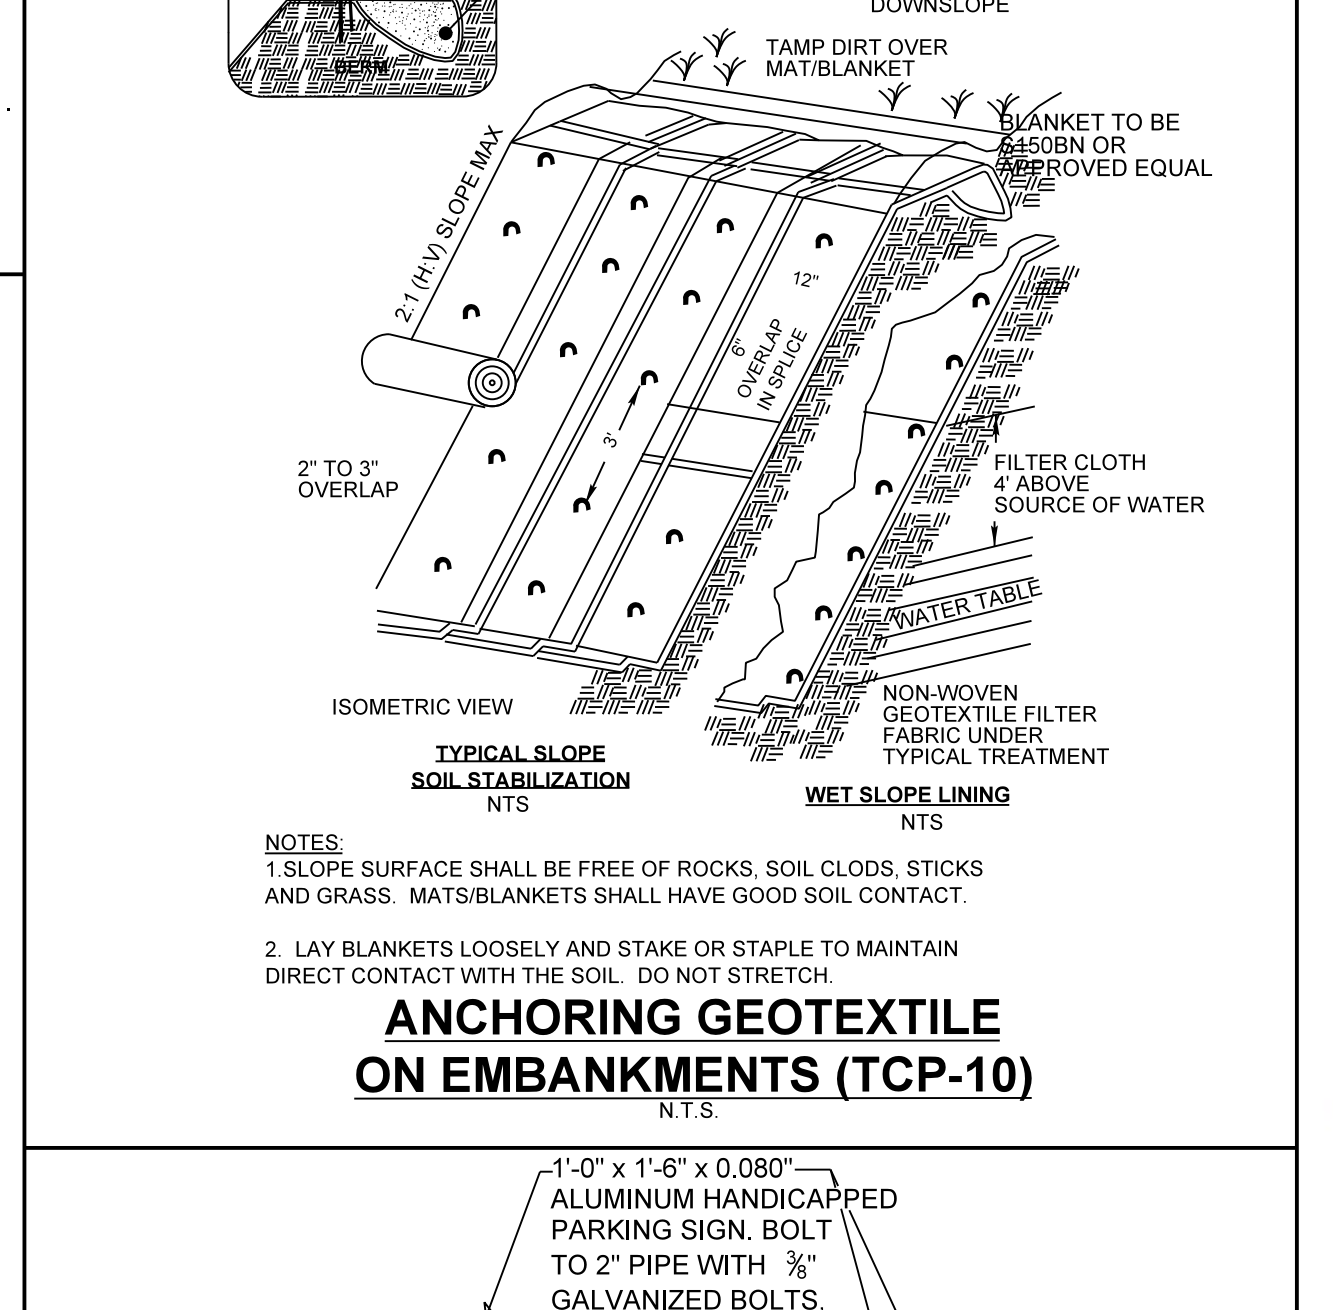 DOWNSLOPE
BERM
TAMP DIRT OVER
MAT/BLANKET
BLANKET TO BE
S150BN OR
APPROVED EQUAL
2:1 (H:V) SLOPE MAX
12"
6"
OVERLAP
IN SPLICE
3'
2" TO 3"
OVERLAP
FILTER CLOTH
4' ABOVE
SOURCE OF WATER
WATER TABLE
NON-WOVEN
GEOTEXTILE FILTER
FABRIC UNDER
TYPICAL TREATMENT
ISOMETRIC VIEW
TYPICAL SLOPE
SOIL STABILIZATION
NTS
WET SLOPE LINING
NTS
NOTES:
1.SLOPE SURFACE SHALL BE FREE OF ROCKS, SOIL CLODS, STICKS
AND GRASS. MATS/BLANKETS SHALL HAVE GOOD SOIL CONTACT.
2. LAY BLANKETS LOOSELY AND STAKE OR STAPLE TO MAINTAIN
DIRECT CONTACT WITH THE SOIL. DO NOT STRETCH.
ANCHORING GEOTEXTILE
ON EMBANKMENTS (TCP-10)
N.T.S.
1'-0" x 1'-6" x 0.080"
ALUMINUM HANDICAPPED
PARKING SIGN. BOLT
TO 2" PIPE WITH ⅜"
GALVANIZED BOLTS.